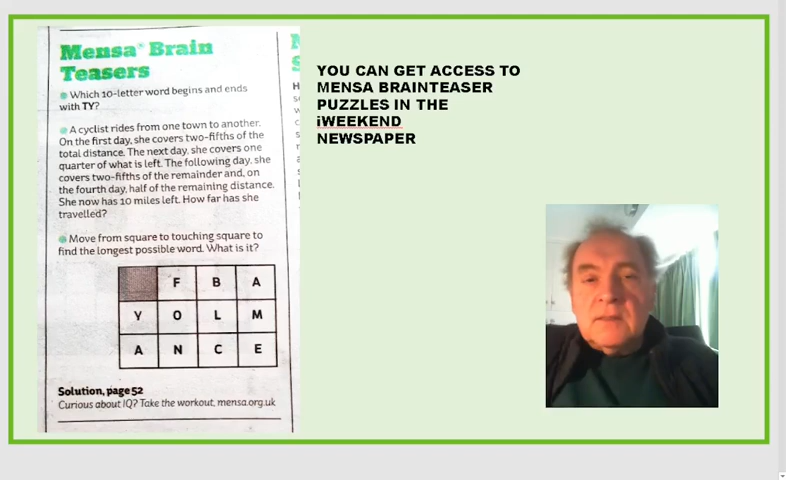 Mensa® Brain
Teasers
Which 10-letter word begins and ends
with TY?
A cyclist rides from one town to another.
On the first day, she covers two-fifths of the
total distance. The next day, she covers one
quarter of what is left. The following day, she
covers two-fifths of the remainder and, on
the fourth day, half of the remaining distance.
She now has 10 miles left. How far has she
travelled?
Move from square to touching square to
find the longest possible word. What is it?
F B A
Y O L M
A N C E
Solution, page 52
Curious about IQ? Take the workout, mensa.org.uk
YOU CAN GET ACCESS TO
MENSA BRAINTEASER
PUZZLES IN THE
iWEEKEND
NEWSPAPER